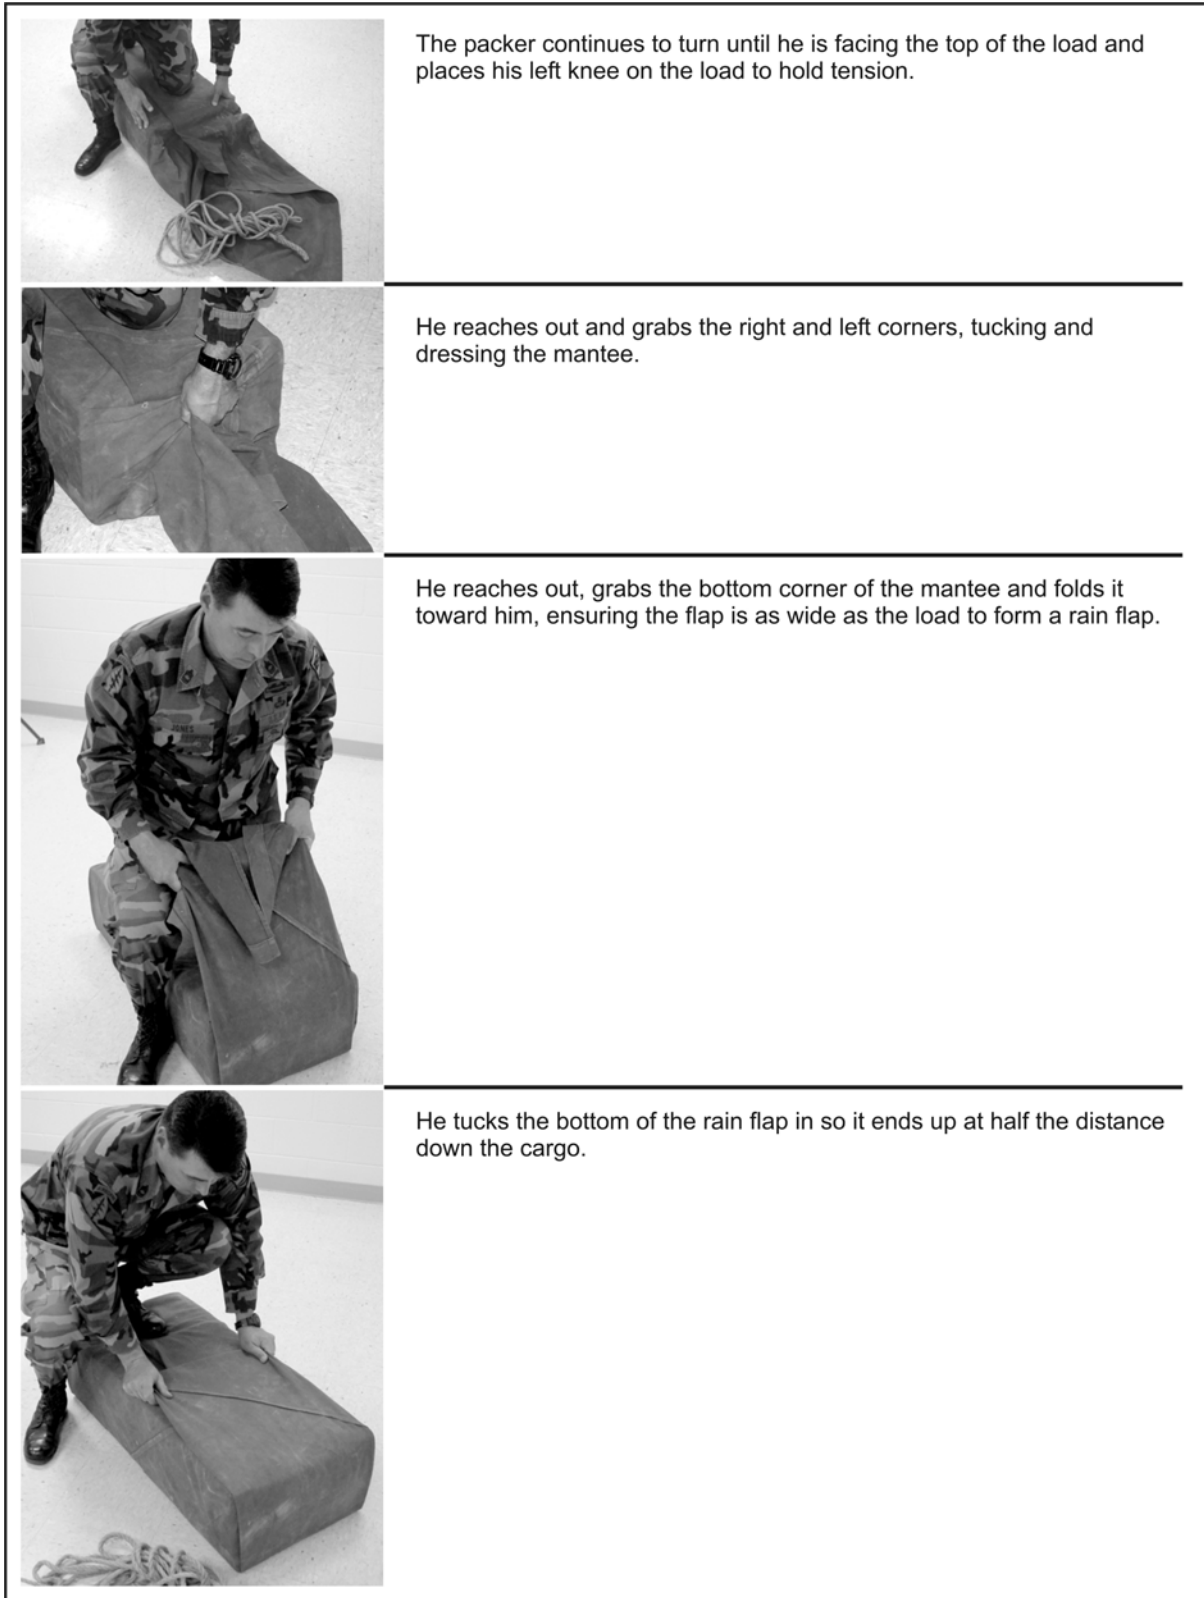 The packer continues to turn until he is facing the top of the load and
places his left knee on the load to hold tension.
He reaches out and grabs the right and left corners, tucking and
dressing the mantee.
He reaches out, grabs the bottom corner of the mantee and folds it
toward him, ensuring the flap is as wide as the load to form a rain flap.
JONES
He tucks the bottom of the rain flap in so it ends up at half the distance
down the cargo.